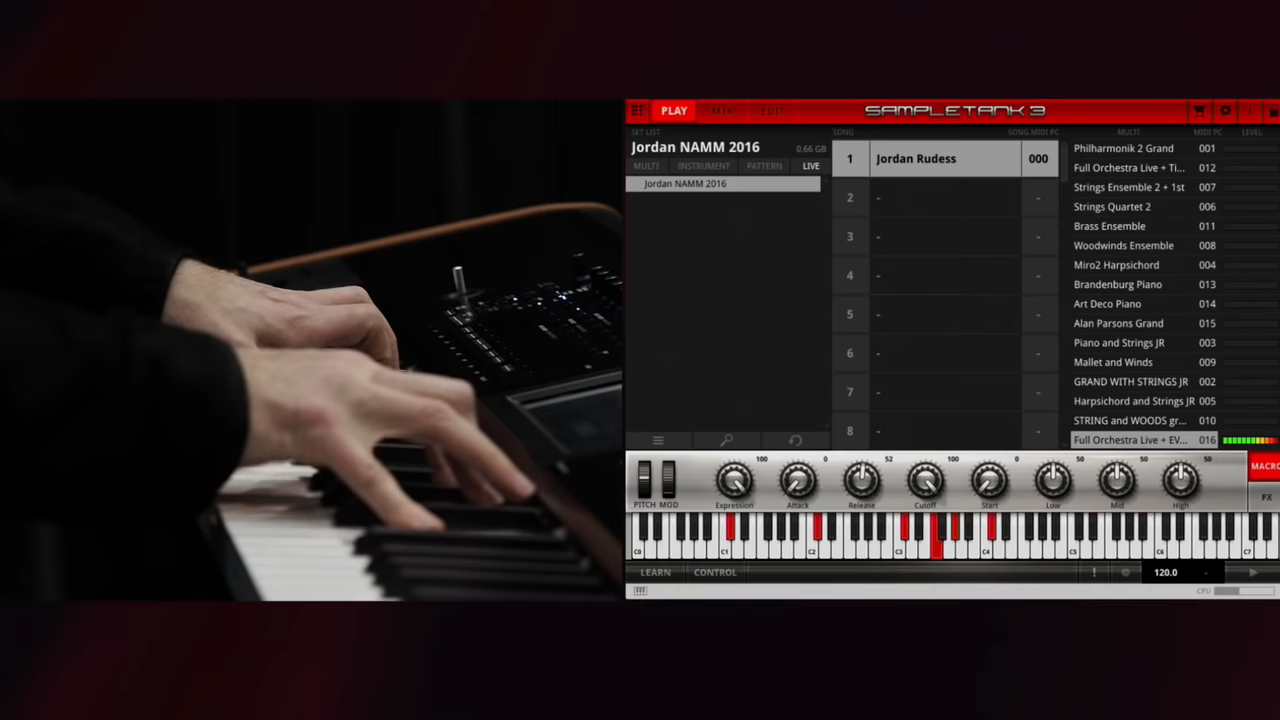 PLAY MIX EDIT SAMPLETANK 3
SET LIST
Jordan NAMM 2016 0.66 GB
MULTI INSTRUMENT PATTERN LIVE
Jordan NAMM 2016
SONG SONG MIDI PC
1 Jordan Rudess 000
2 - -
3 - -
4 - -
5 - -
6 - -
7 - -
8 - -
MULTI MIDI PC LEVEL
Philharmonik 2 Grand 001
Full Orchestra Live + Ti... 012
Strings Ensemble 2 + 1st 007
Strings Quartet 2 006
Brass Ensemble 011
Woodwinds Ensemble 008
Miro2 Harpsichord 004
Brandenburg Piano 013
Art Deco Piano 014
Alan Parsons Grand 015
Piano and Strings JR 003
Mallet and Winds 009
GRAND WITH STRINGS JR 002
Harpsichord and Strings JR 005
STRING and WOODS gr... 010
Full Orchestra Live + EV... 016
100 0 52 100 0 50 50 50
PITCH MOD Expression Attack Release Cutoff Start Low Mid High
MACRO
FX
C0 C1 C2 C3 C4 C5 C6 C7
LEARN CONTROL ! 120.0 -
CPU